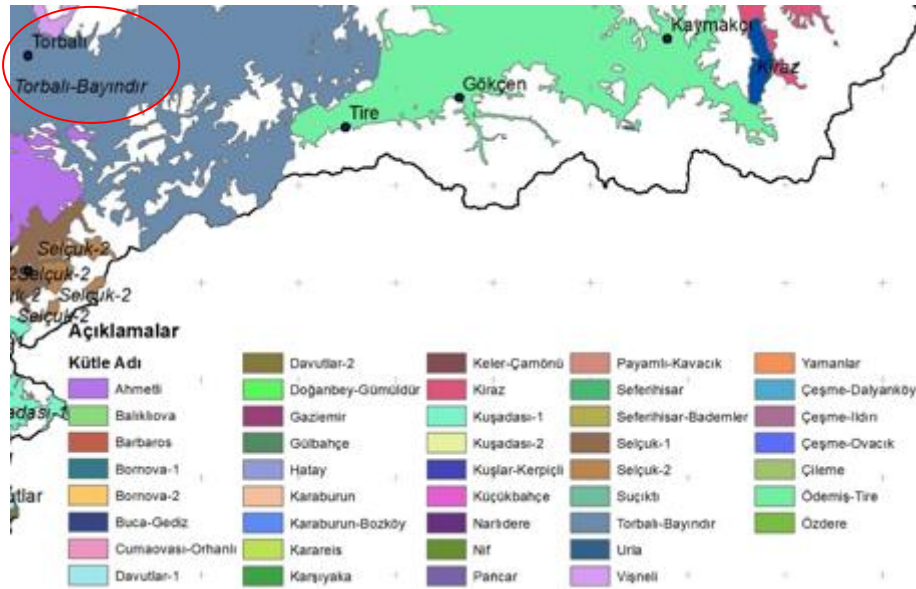 Torbalı
Torbalı-Bayındır
Kaymakçı
Kiraz
Gökçen
Tire
Selçuk-2
2Selçuk-2
Selçuk-2
Selçuk-2
Açıklamalar
Kütle Adı
Ahmetli
Balıklıova
Barbaros
Bornova-1
Bornova-2
Buca-Gediz
Cumaovası-Orhanlı
Davutlar-1
Davutlar-2
Doğanbey-Gümüldür
Gaziemir
Gülbahçe
Hatay
Karaburun
Karaburun-Bozköy
Karareis
Karşıyaka
Keler-Çamönü
Kiraz
Kuşadası-1
Kuşadası-2
Kuşlar-Kerpiçli
Küçükbahçe
Narlıdere
Nif
Pancar
Payamlı-Kavacık
Seferihisar
Seferihisar-Bademler
Selçuk-1
Selçuk-2
Suçıktı
Torbalı-Bayındır
Urla
Vişneli
Yamanlar
Çeşme-Dalyanköy
Çeşme-Ildırı
Çeşme-Ovacık
Çileme
Ödemiş-Tire
Özdere